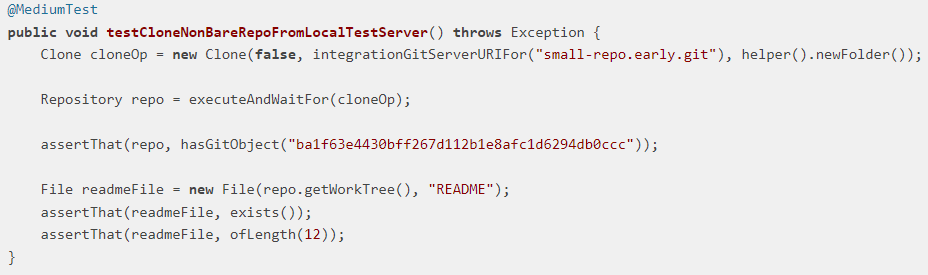 @MediumTest
public void testCloneNonBareRepoFromLocalTestServer() throws Exception {
    Clone cloneOp = new Clone(false, integrationGitServerURIFor("small-repo.early.git"), helper().newFolder());

    Repository repo = executeAndWaitFor(cloneOp);

    assertThat(repo, hasGitObject("ba1f63e4430bff267d112b1e8afc1d6294db0ccc"));

    File readmeFile = new File(repo.getWorkTree(), "README");
    assertThat(readmeFile, exists());
    assertThat(readmeFile, ofLength(12));
}